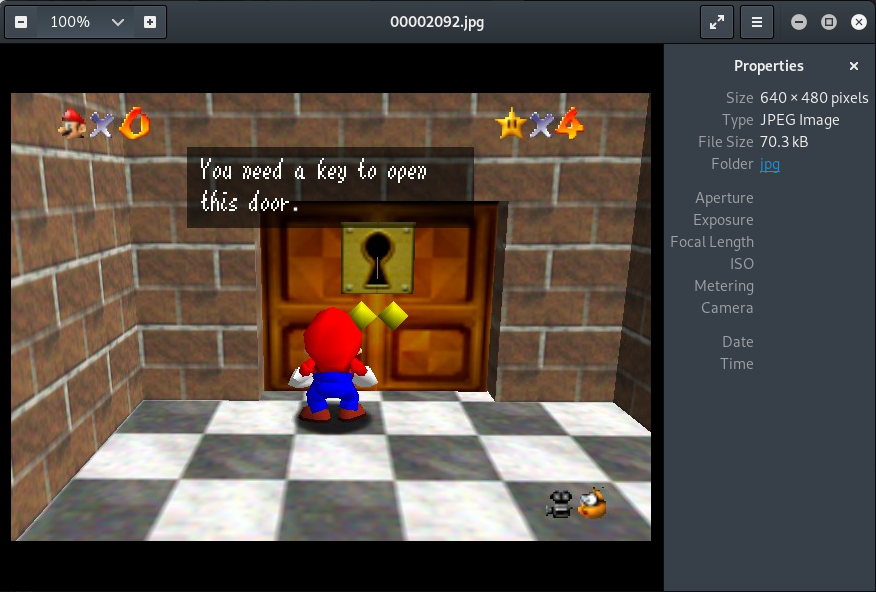 100%
00002092.jpg
× 0
× 4
You need a key to open
this door.
Properties
Size 640 × 480 pixels
Type JPEG Image
File Size 70.3 kB
Folder jpg
Aperture
Exposure
Focal Length
ISO
Metering
Camera
Date
Time